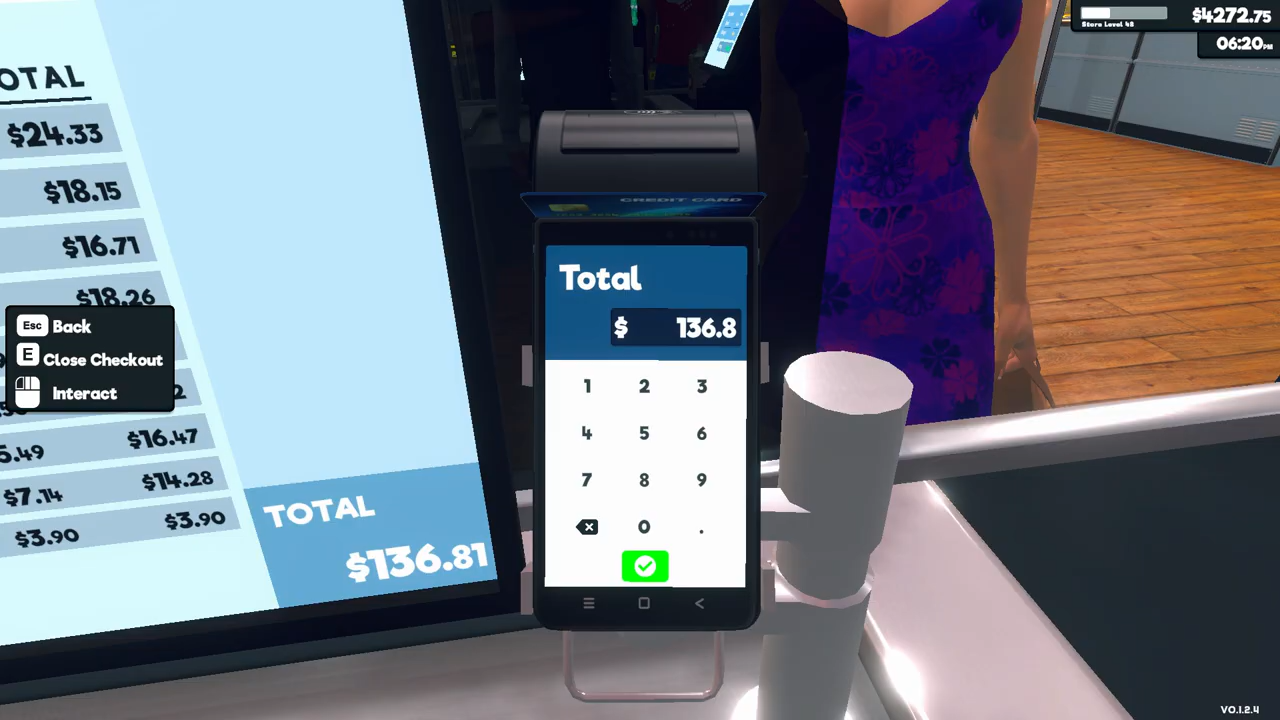 OTAL
$24.33
$18.15
$16.71
$18.26
Esc Back
E Close Checkout
Interact
2
5.49 $16.47
$7.14 $14.28
$3.90 $3.90
TOTAL
$136.81
CREDIT CARD
Total
$ 136.8
1 2 3
4 5 6
7 8 9
0 .
$4272.75
Store Level 48
06:20PM
V0.1.2.4